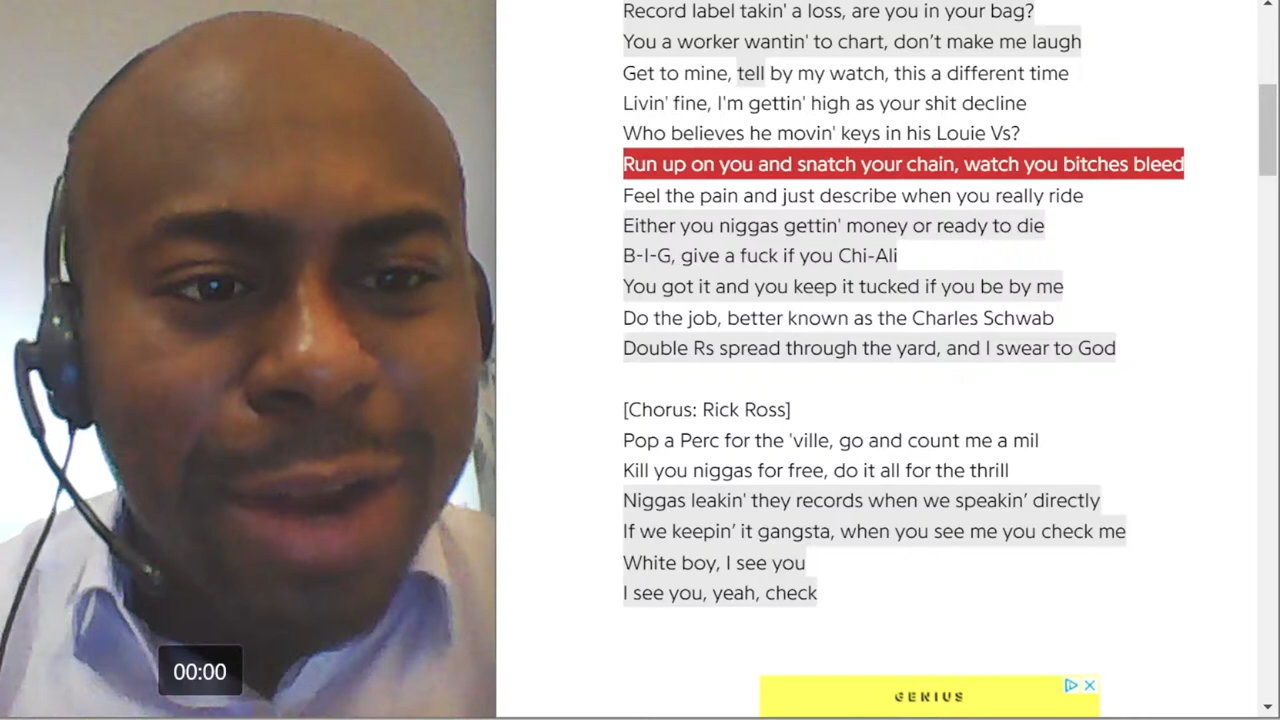 Record label takin' a loss, are you in your bag?
You a worker wantin' to chart, don’t make me laugh
Get to mine, tell by my watch, this a different time
Livin' fine, I'm gettin' high as your shit decline
Who believes he movin' keys in his Louie Vs?
Run up on you and snatch your chain, watch you bitches bleed
Feel the pain and just describe when you really ride
Either you niggas gettin' money or ready to die
B-I-G, give a fuck if you Chi-Ali
You got it and you keep it tucked if you be by me
Do the job, better known as the Charles Schwab
Double Rs spread through the yard, and I swear to God
[Chorus: Rick Ross]
Pop a Perc for the 'ville, go and count me a mil
Kill you niggas for free, do it all for the thrill
Niggas leakin' they records when we speakin’ directly
If we keepin’ it gangsta, when you see me you check me
White boy, I see you
I see you, yeah, check
GENIUS
00:00